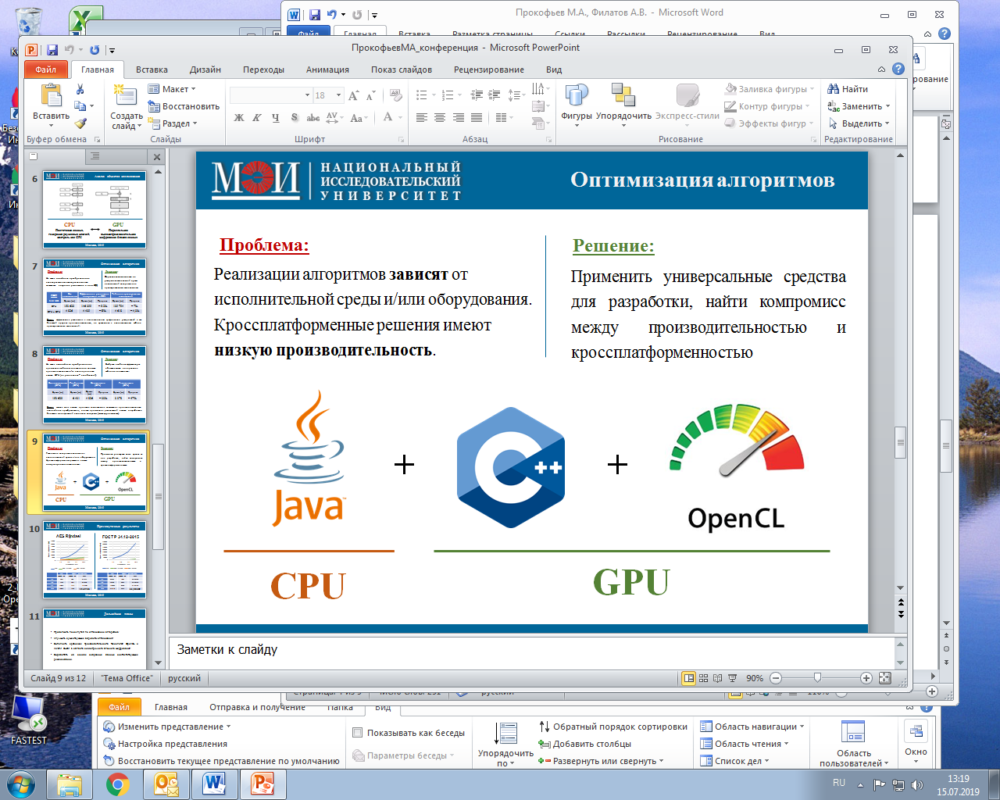 Прокофьев М.А., Филатов А.В. - Microsoft Word
Файл Главная Вставка Разметка страницы Ссылки Рассылки Рецензирование Вид
ПрокофьевМА_конференция - Microsoft PowerPoint
Файл Главная Вставка Дизайн Переходы Анимация Показ слайдов Рецензирование Вид
Вставить
Буфер обмена
Создать слайд
Макет
Восстановить
Раздел
Слайды
18
Ж К Ч S abc AV Aa A
Шрифт
Абзац
Фигуры
Упорядочить
Экспресс-стили
Заливка фигуры
Контур фигуры
Эффекты фигур
Рисование
Найти
Заменить
Выделить
Редактирование
6
CPU GPU
7
8
9
Java OpenCL
CPU GPU
10
AES Rijndael ГОСТ Р 34.12-2015
11
МЭИ
НАЦИОНАЛЬНЫЙ
ИССЛЕДОВАТЕЛЬСКИЙ
УНИВЕРСИТЕТ
Оптимизация алгоритмов
Проблема:
Реализации алгоритмов зависят от
исполнительной среды и/или оборудования.
Кроссплатформенные решения имеют
низкую производительность.
Решение:
Применить универсальные средства
для разработки, найти компромисс
между производительностью и
кроссплатформенностью
Java
+
C++
+
OpenCL
CPU
GPU
Заметки к слайду
Слайд 9 из 12 "Тема Office" русский 90%
Файл Главная Отправка и получение Папка Вид
Изменить представление
Настройка представления
Восстановить текущее представление по умолчанию
Показывать как беседы
Параметры беседы
Упорядочить по
Обратный порядок сортировки
Добавить столбцы
Развернуть или свернуть
Область навигации
Область чтения
Список дел
Область пользователей
Окно
FASTEST
RU
13:19
15.07.2019